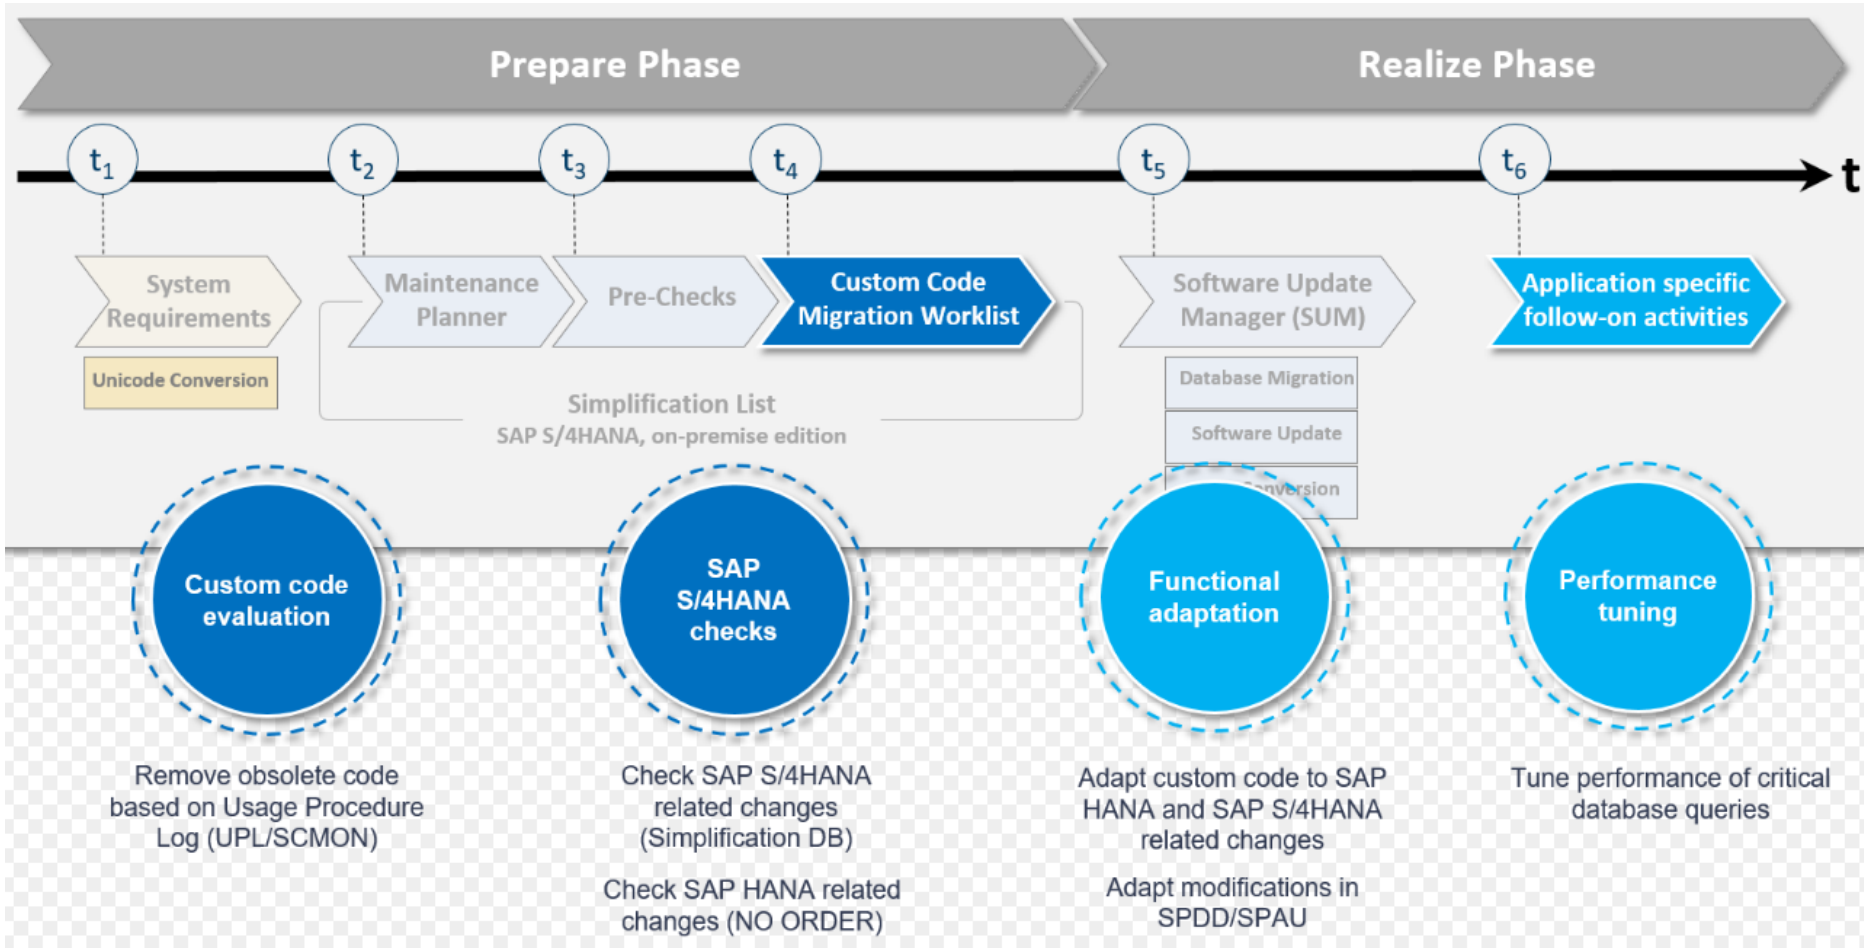 Prepare Phase
Realize Phase
t1
t2
t3
t4
t5
t6
t
System
Requirements
Unicode Conversion
Maintenance
Planner
Pre-Checks
Custom Code
Migration Worklist
Simplification List
SAP S/4HANA, on-premise edition
Software Update
Manager (SUM)
Database Migration
Software Update
onversion
Application specific
follow-on activities
Custom code
evaluation
SAP
S/4HANA
checks
Functional
adaptation
Performance
tuning
Remove obsolete code
based on Usage Procedure
Log (UPL/SCMON)
Check SAP S/4HANA
related changes
(Simplification DB)
Check SAP HANA related
changes (NO ORDER)
Adapt custom code to SAP
HANA and SAP S/4HANA
related changes
Adapt modifications in
SPDD/SPAU
Tune performance of critical
database queries